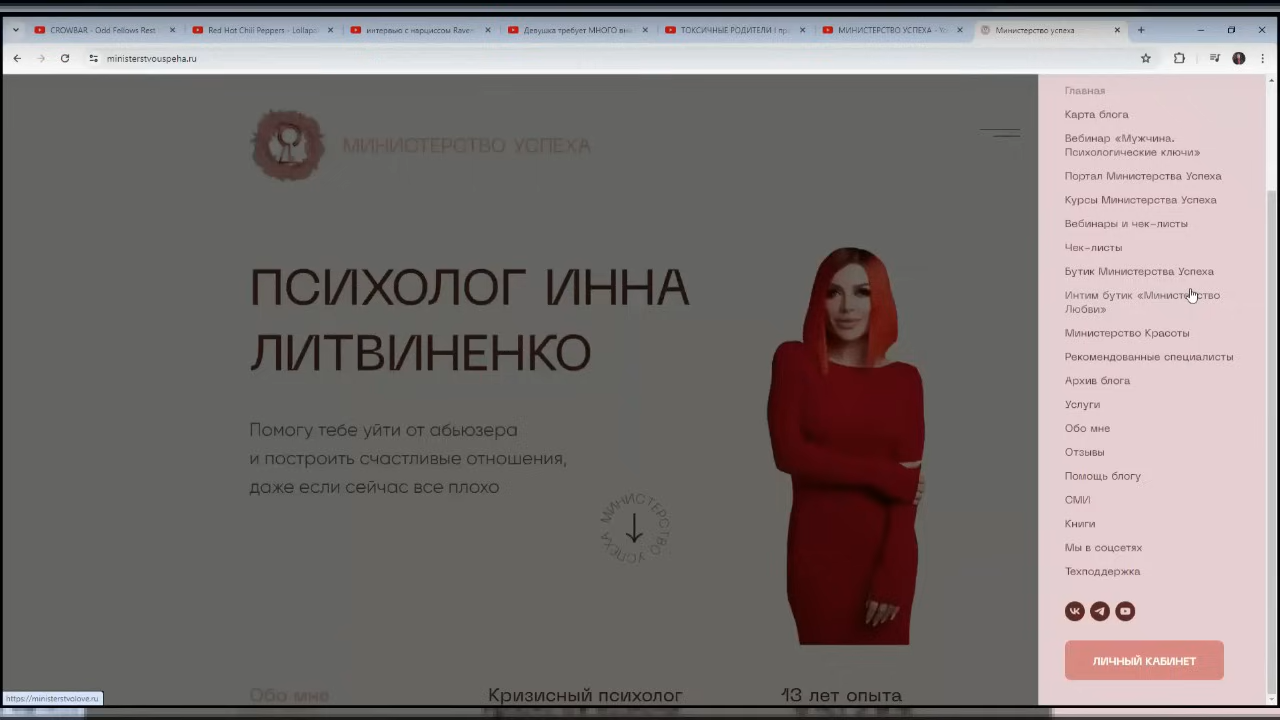 CROWBAR - Odd Fellows Rest
Red Hot Chili Peppers - Lollapa
интервью с нарциссом Raven
Девушка требует МНОГО вни
ТОКСИЧНЫЕ РОДИТЕЛИ | пр
МИНИСТЕРСТВО УСПЕХА - Yo
Министерство успеха
ministerstvouspeha.ru
МИНИСТЕРСТВО УСПЕХА
ПСИХОЛОГ ИННА
ЛИТВИНЕНКО
Помогу тебе уйти от абьюзера
и построить счастливые отношения,
даже если сейчас все плохо
МИНИСТЕРСТВО УСПЕХА
Обо мне
Кризисный психолог
13 лет опыта
Главная
Карта блога
Вебинар «Мужчина.
Психологические ключи»
Портал Министерства Успеха
Курсы Министерства Успеха
Вебинары и чек-листы
Чек-листы
Бутик Министерства Успеха
Интим бутик «Министерство
Любви»
Министерство Красоты
Рекомендованные специалисты
Архив блога
Услуги
Обо мне
Отзывы
Помощь блогу
СМИ
Книги
Мы в соцсетях
Техподдержка
ЛИЧНЫЙ КАБИНЕТ
https://ministerstvolove.ru